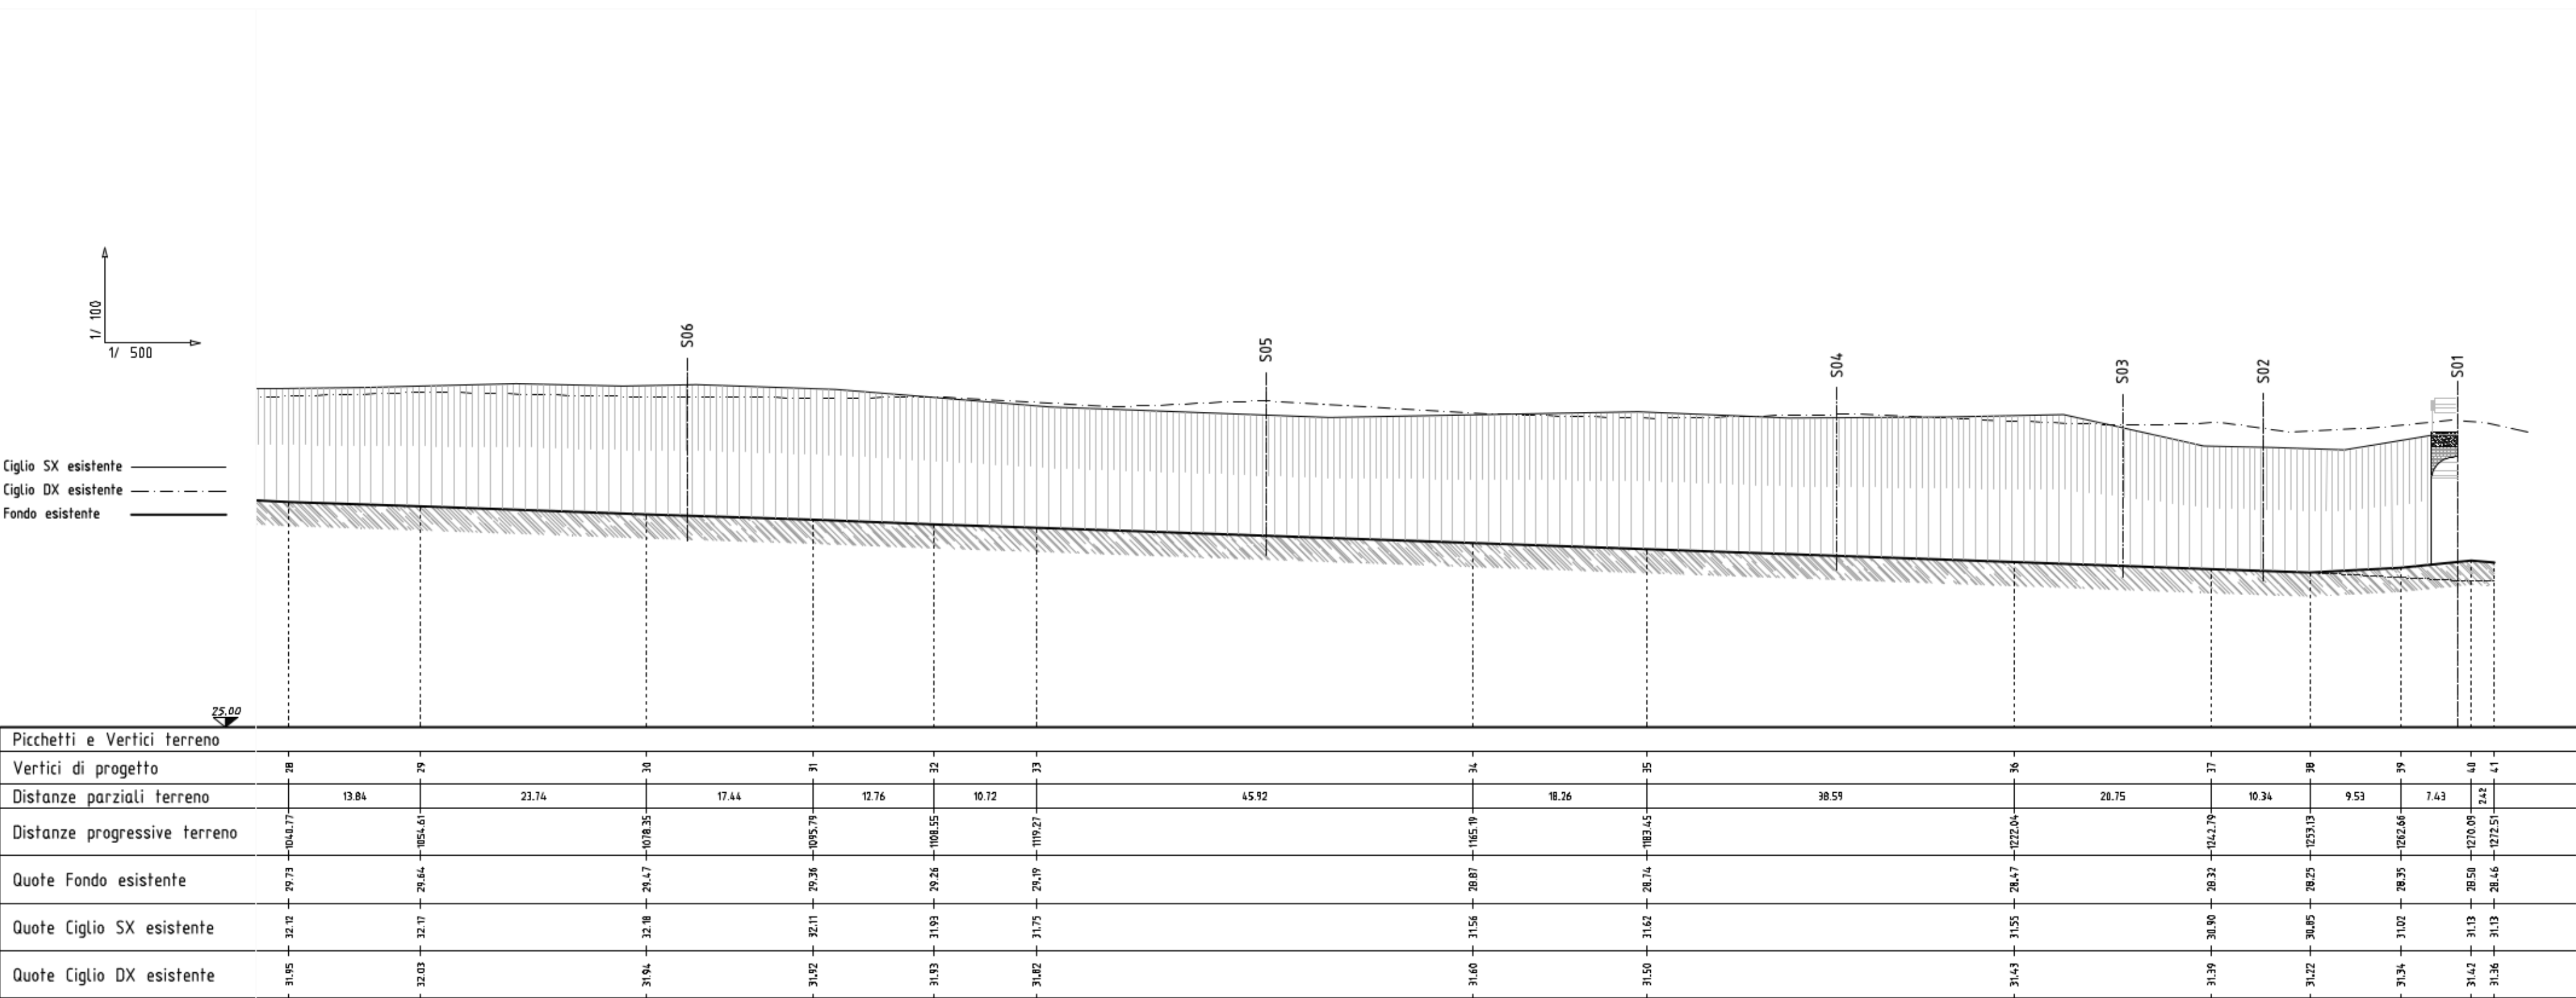 S06
S05
S04
S03
S02
S01
1/ 100
1/ 500
Ciglio SX esistente
Ciglio DX esistente
Fondo esistente
25.00
Picchetti e Vertici terreno
Vertici di progetto 28 29 30 31 32 33 34 35 36 37 38 39 40 41
Distanze parziali terreno 13.84 23.74 17.44 12.76 10.72 45.92 18.26 38.59 20.75 10.34 9.53 7.43 2.42
Distanze progressive terreno 1040.77 1054.61 1078.35 1095.79 1108.55 1119.27 1165.19 1183.45 1222.04 1242.79 1253.13 1262.66 1270.09 1272.51
Quote Fondo esistente 29.73 29.64 29.47 29.36 29.26 29.19 28.87 28.74 28.47 28.32 28.25 28.35 28.50 28.46
Quote Ciglio SX esistente 32.12 32.17 32.18 32.11 31.93 31.75 31.56 31.62 31.55 30.90 30.85 31.02 31.13 31.13
Quote Ciglio DX esistente 31.95 32.03 31.94 31.92 31.93 31.82 31.60 31.50 31.43 31.39 31.22 31.34 31.42 31.36